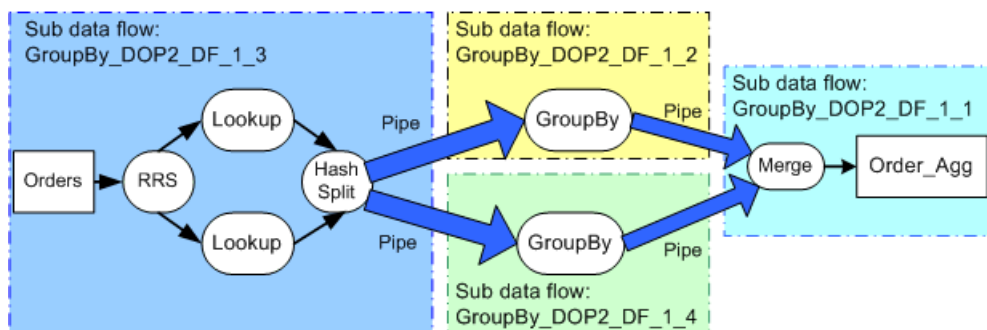 Sub data flow:
GroupBy_DOP2_DF_1_3
Orders
RRS
Lookup
Lookup
Hash
Split
Pipe
Pipe
Sub data flow:
GroupBy_DOP2_DF_1_2
GroupBy
Pipe
GroupBy
Pipe
Sub data flow:
GroupBy_DOP2_DF_1_4
Sub data flow:
GroupBy_DOP2_DF_1_1
Merge
Order_Agg